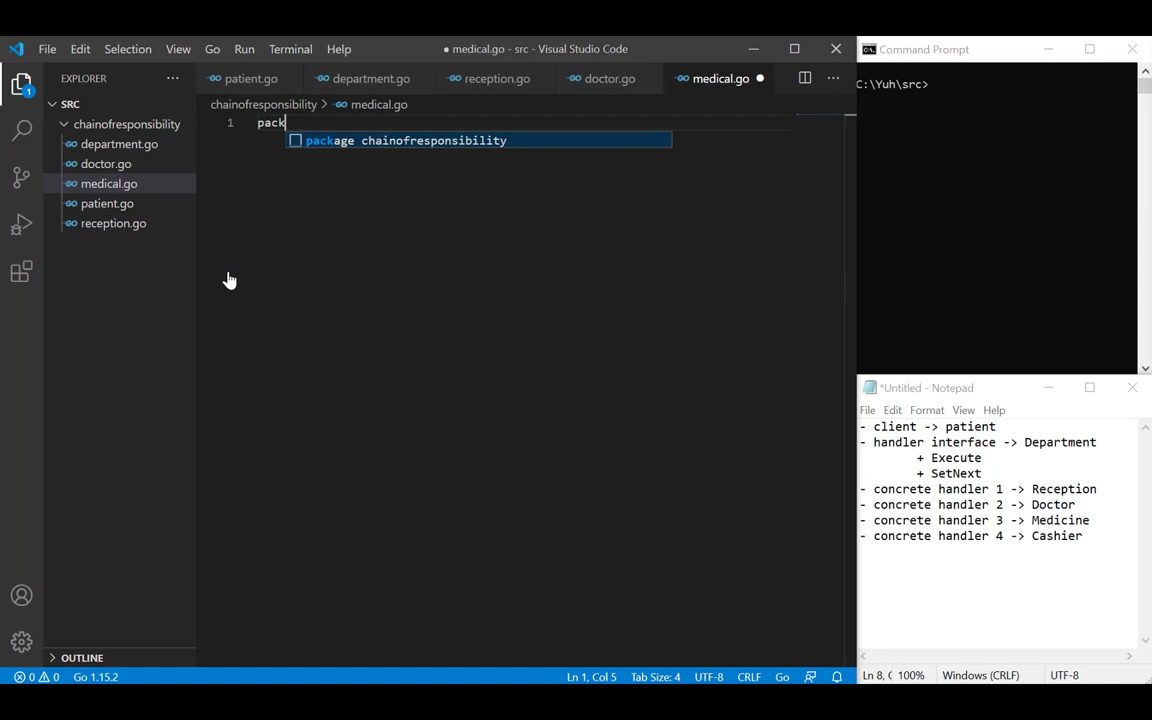 File Edit Selection View Go Run Terminal Help
● medical.go - src - Visual Studio Code
EXPLORER
patient.go department.go reception.go doctor.go medical.go
SRC
chainofresponsibility > medical.go
chainofresponsibility
department.go
doctor.go
medical.go
patient.go
reception.go
1 pack
package chainofresponsibility
1
OUTLINE
0 0 Go 1.15.2
Ln 1, Col 5 Tab Size: 4 UTF-8 CRLF Go
Command Prompt
C:\Yuh\src>
*Untitled - Notepad
File Edit Format View Help
- client -> patient
- handler interface -> Department
+ Execute
+ SetNext
- concrete handler 1 -> Reception
- concrete handler 2 -> Doctor
- concrete handler 3 -> Medicine
- concrete handler 4 -> Cashier
Ln 8, C 100% Windows (CRLF) UTF-8